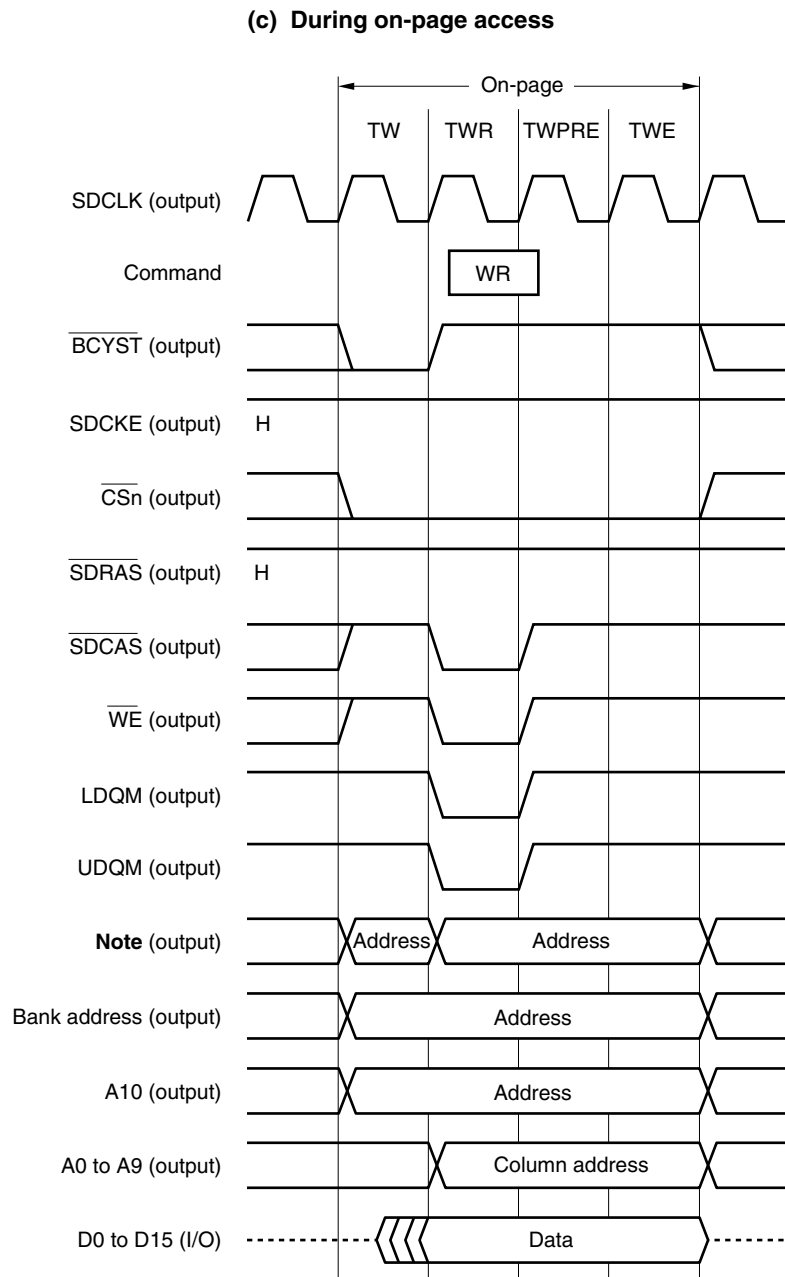 (c) During on-page access
On-page
TW TWR TWPRE TWE
SDCLK (output)
Command WR
BCYST (output)
SDCKE (output) H
CSn (output)
SDRAS (output) H
SDCAS (output)
WE (output)
LDQM (output)
UDQM (output)
Note (output) Address Address
Bank address (output) Address
A10 (output) Address
A0 to A9 (output) Column address
D0 to D15 (I/O) Data